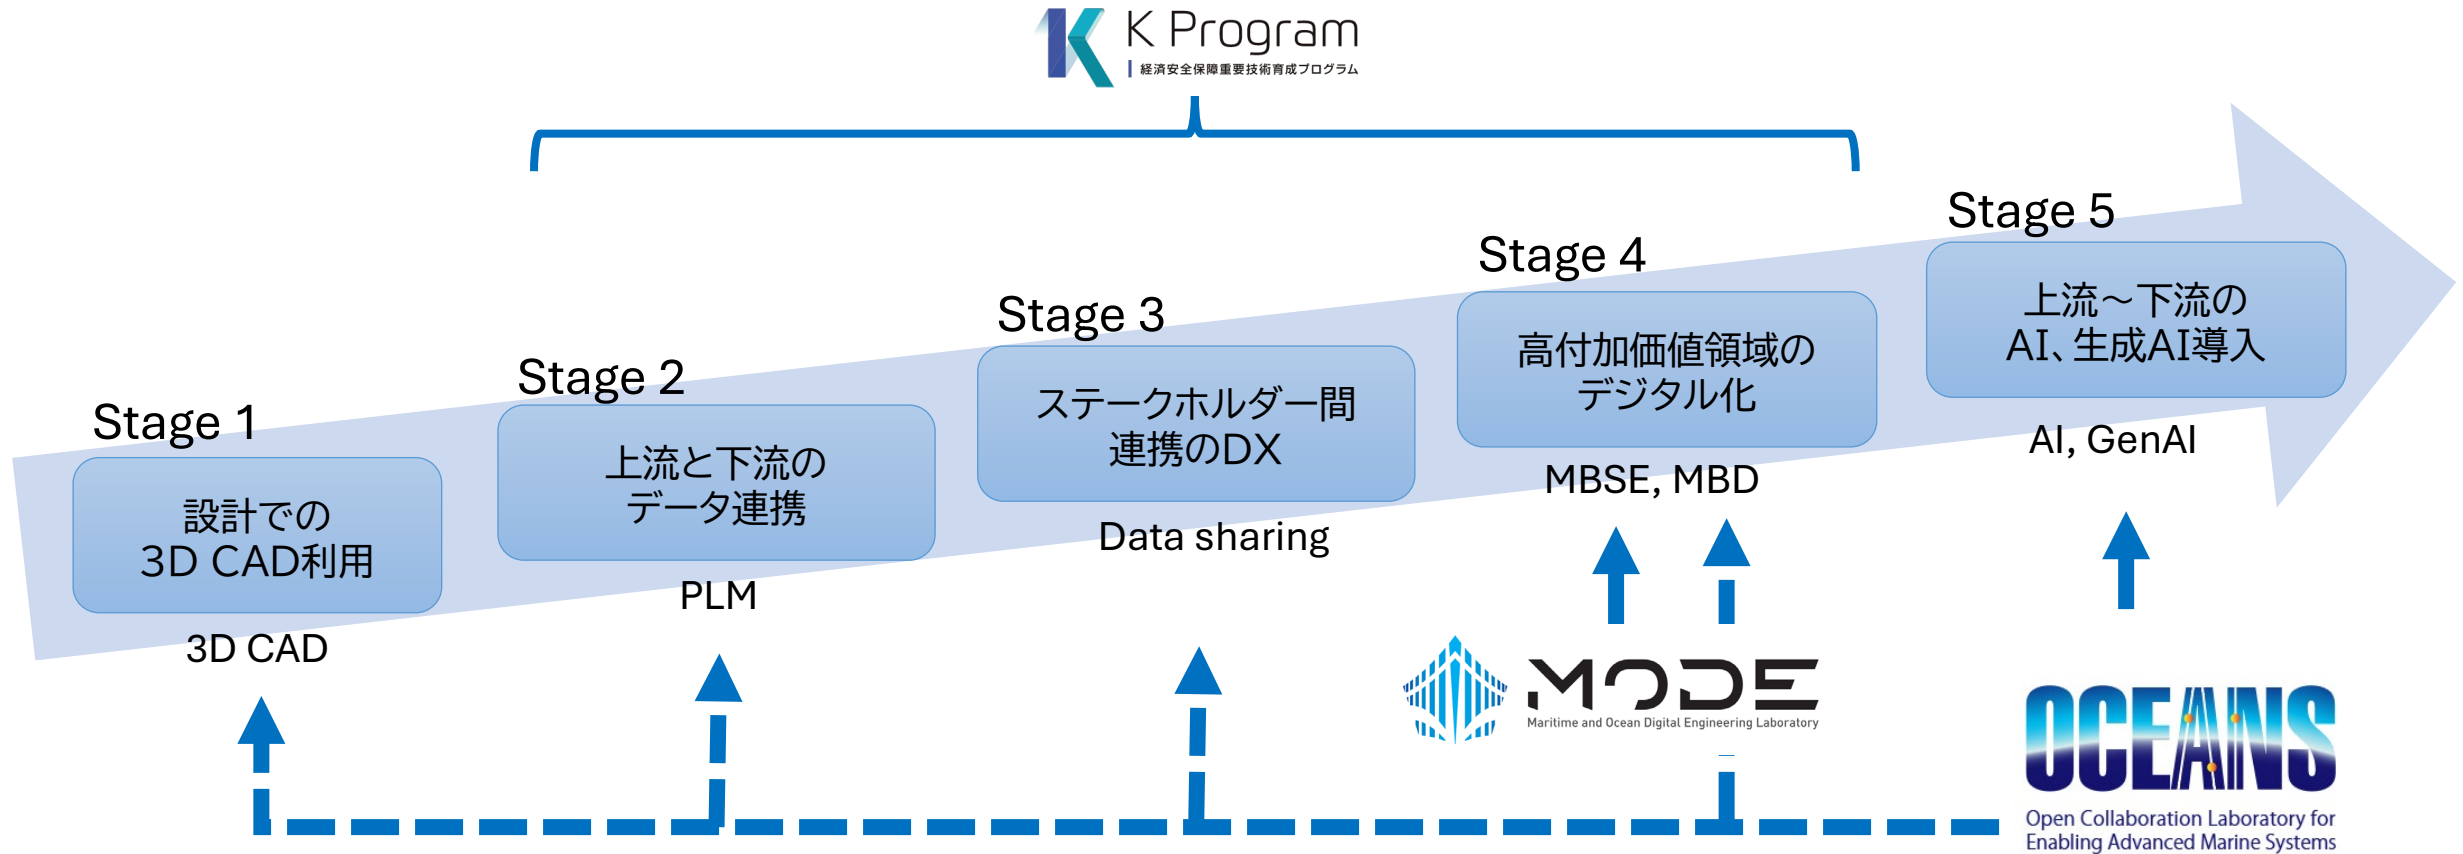 K Program
経済安全保障重要技術育成プログラム
Stage 1
設計での
3D CAD利用
3D CAD
Stage 2
上流と下流の
データ連携
PLM
Stage 3
ステークホルダー間
連携のDX
Data sharing
Stage 4
高付加価値領域の
デジタル化
MBSE, MBD
Stage 5
上流～下流の
AI、生成AI導入
AI, GenAI
MODE
Maritime and Ocean Digital Engineering Laboratory
OCEANS
Open Collaboration Laboratory for
Enabling Advanced Marine Systems